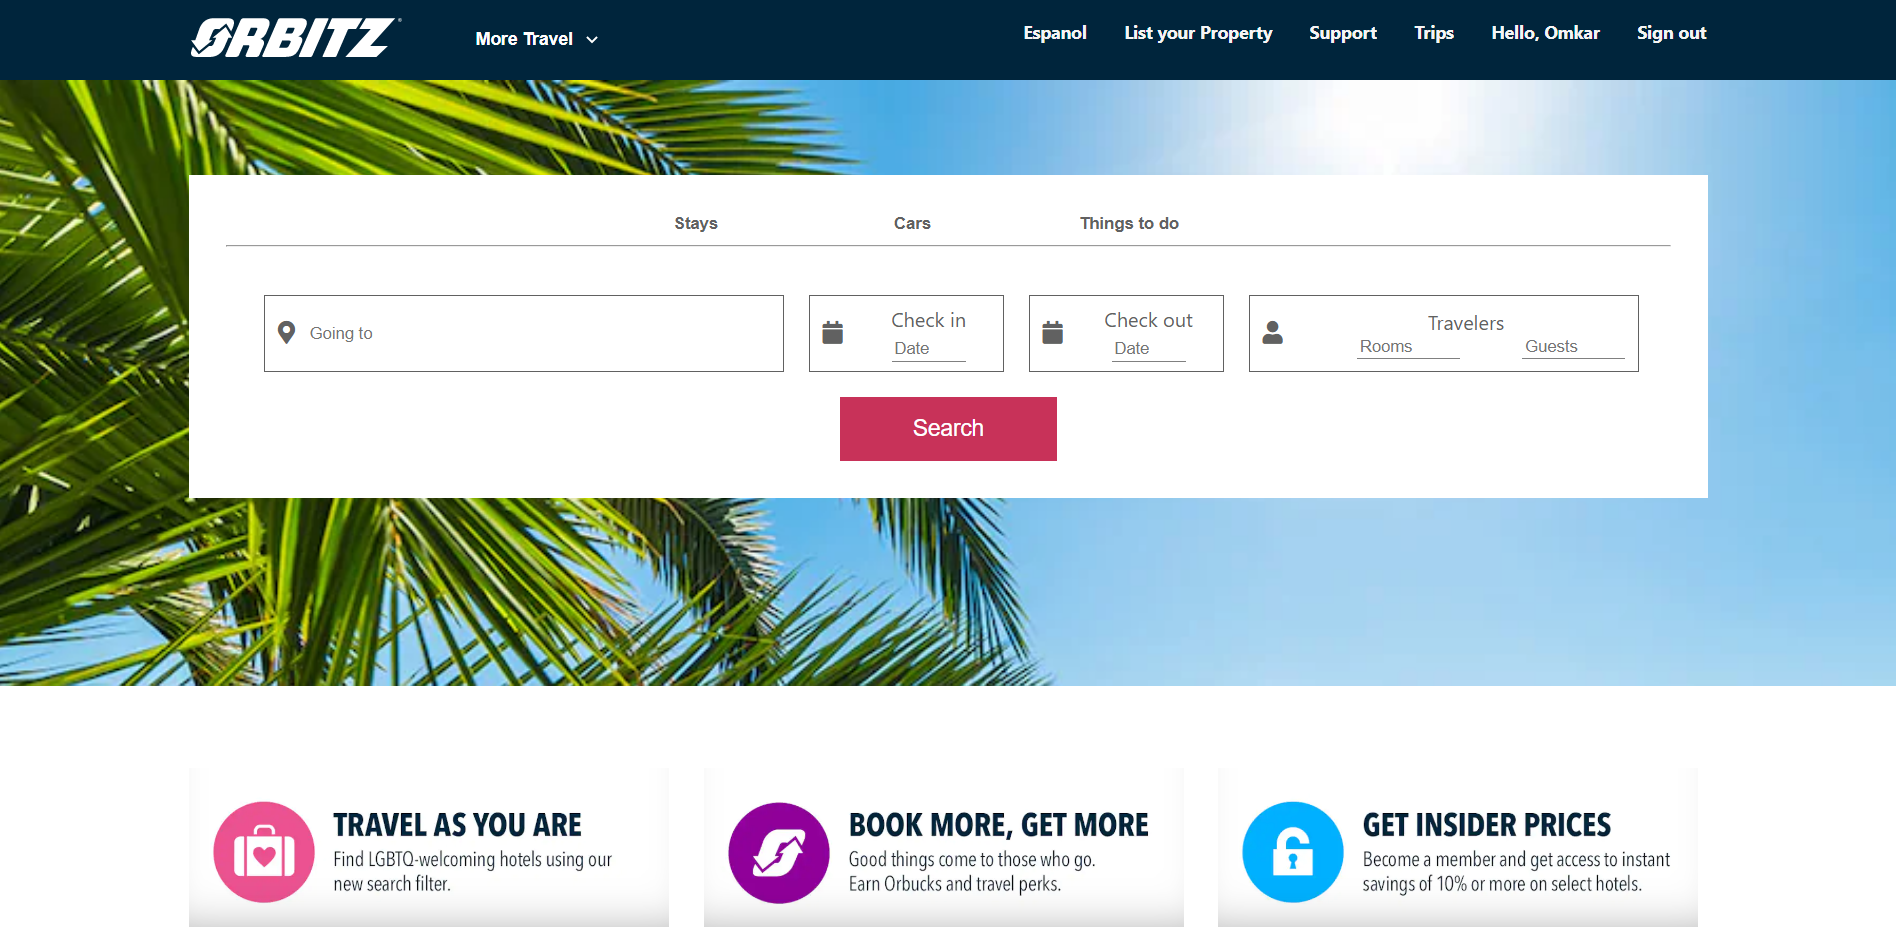 ORBITZ
More Travel
Espanol
List your Property
Support
Trips
Hello, Omkar
Sign out
Stays
Cars
Things to do
Going to
Check in
Date
Check out
Date
Travelers
Rooms
Guests
Search
TRAVEL AS YOU ARE
Find LGBTQ-welcoming hotels using our
new search filter.
BOOK MORE, GET MORE
Good things come to those who go.
Earn Orbucks and travel perks.
GET INSIDER PRICES
Become a member and get access to instant
savings of 10% or more on select hotels.